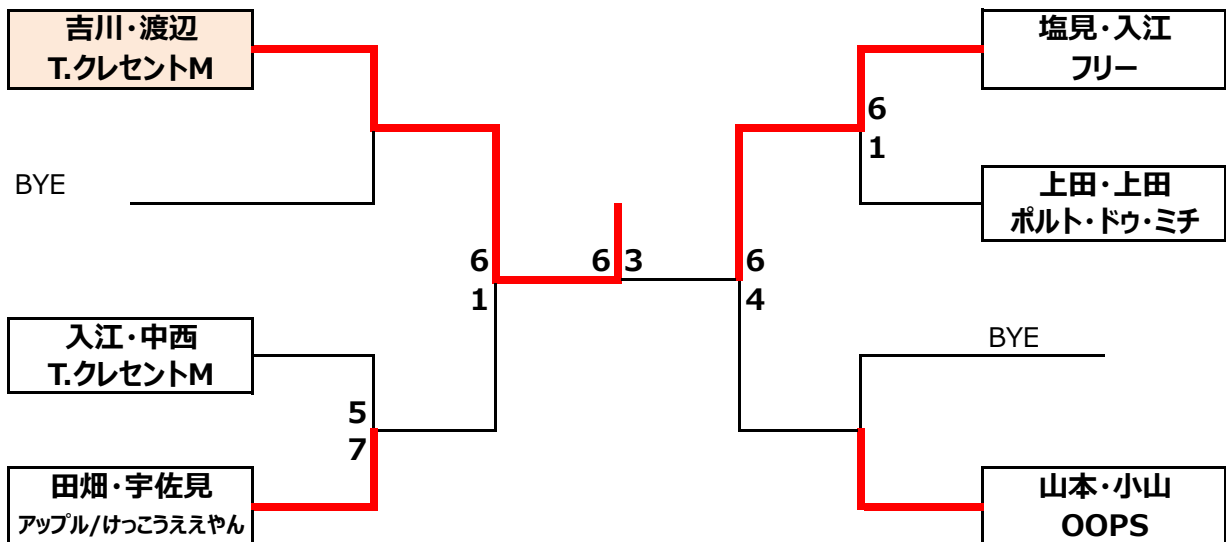 吉川・渡辺
T.クレセントM
BYE
入江・中西
T.クレセントM
田畑・宇佐見
アップル/けっこうええやん
5
7
6
1
6 3
6
4
6
1
塩見・入江
フリー
上田・上田
ポルト・ドゥ・ミチ
BYE
山本・小山
OOPS